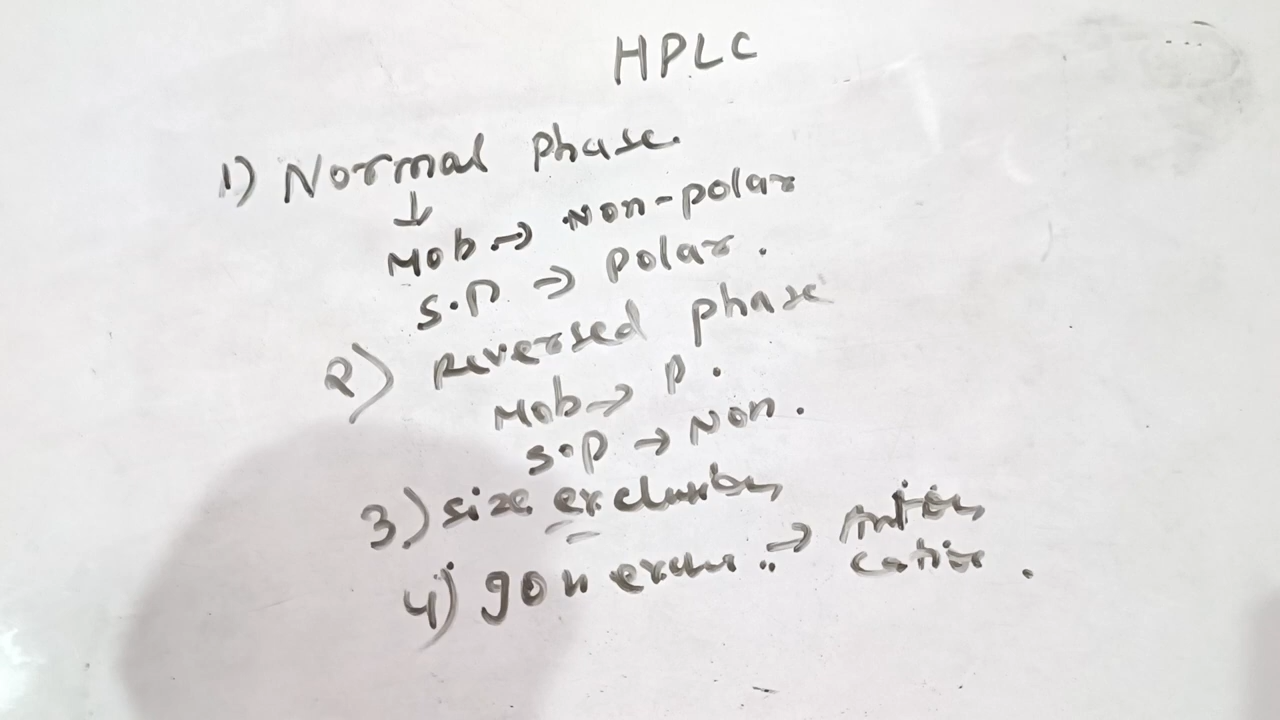 HPLC
1) Normal phase.
↓
Mob → Non-polar
S.P → polar.
2) reversed phase
Mob → P.
S.P → Non.
3.) size exclusion
4) Ion exchn.. → Anion
cation.